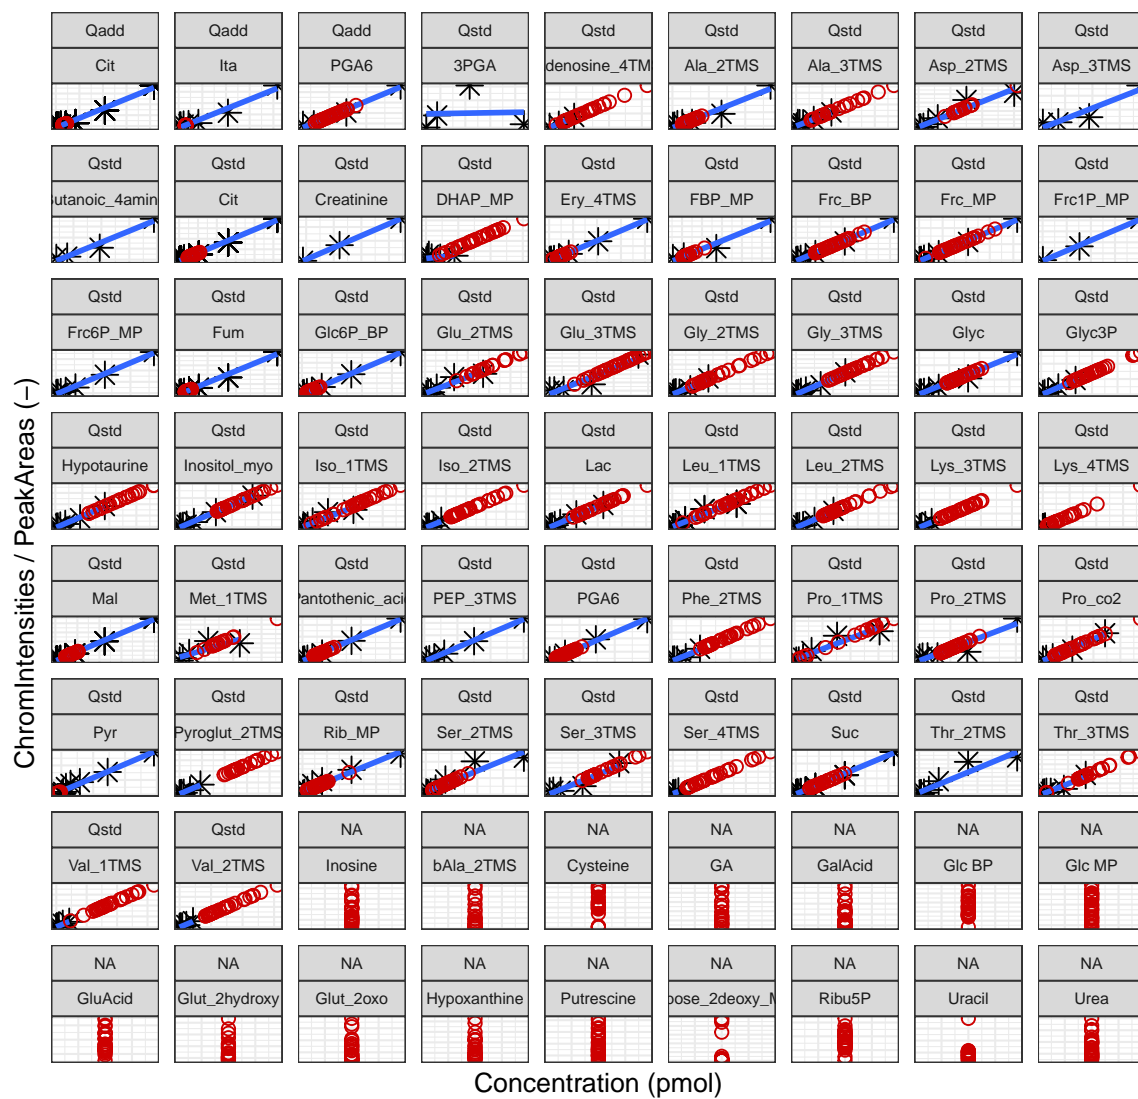 Qadd Qadd Qadd Qstd Qstd Qstd Qstd Qstd Qstd
Cit Ita PGA6 3PGA denosine_4TM Ala_2TMS Ala_3TMS Asp_2TMS Asp_3TMS
Qstd Qstd Qstd Qstd Qstd Qstd Qstd Qstd Qstd
utanoic_4amin Cit Creatinine DHAP_MP Ery_4TMS FBP_MP Frc_BP Frc_MP Frc1P_MP
Qstd Qstd Qstd Qstd Qstd Qstd Qstd Qstd Qstd
Frc6P_MP Fum Glc6P_BP Glu_2TMS Glu_3TMS Gly_2TMS Gly_3TMS Glyc Glyc3P
Qstd Qstd Qstd Qstd Qstd Qstd Qstd Qstd Qstd
Hypotaurine Inositol_myo Iso_1TMS Iso_2TMS Lac Leu_1TMS Leu_2TMS Lys_3TMS Lys_4TMS
Qstd Qstd Qstd Qstd Qstd Qstd Qstd Qstd Qstd
Mal Met_1TMS Pantothenic_acid PEP_3TMS PGA6 Phe_2TMS Pro_1TMS Pro_2TMS Pro_co2
Qstd Qstd Qstd Qstd Qstd Qstd Qstd Qstd Qstd
Pyr Pyroglut_2TMS Rib_MP Ser_2TMS Ser_3TMS Ser_4TMS Suc Thr_2TMS Thr_3TMS
Qstd Qstd NA NA NA NA NA NA NA
Val_1TMS Val_2TMS Inosine bAla_2TMS Cysteine GA GalAcid Glc BP Glc MP
NA NA NA NA NA NA NA NA NA
GluAcid Glut_2hydroxy Glut_2oxo Hypoxanthine Putrescine ose_2deoxy_M Ribu5P Uracil Urea
ChromIntensities / PeakAreas (−)
Concentration (pmol)